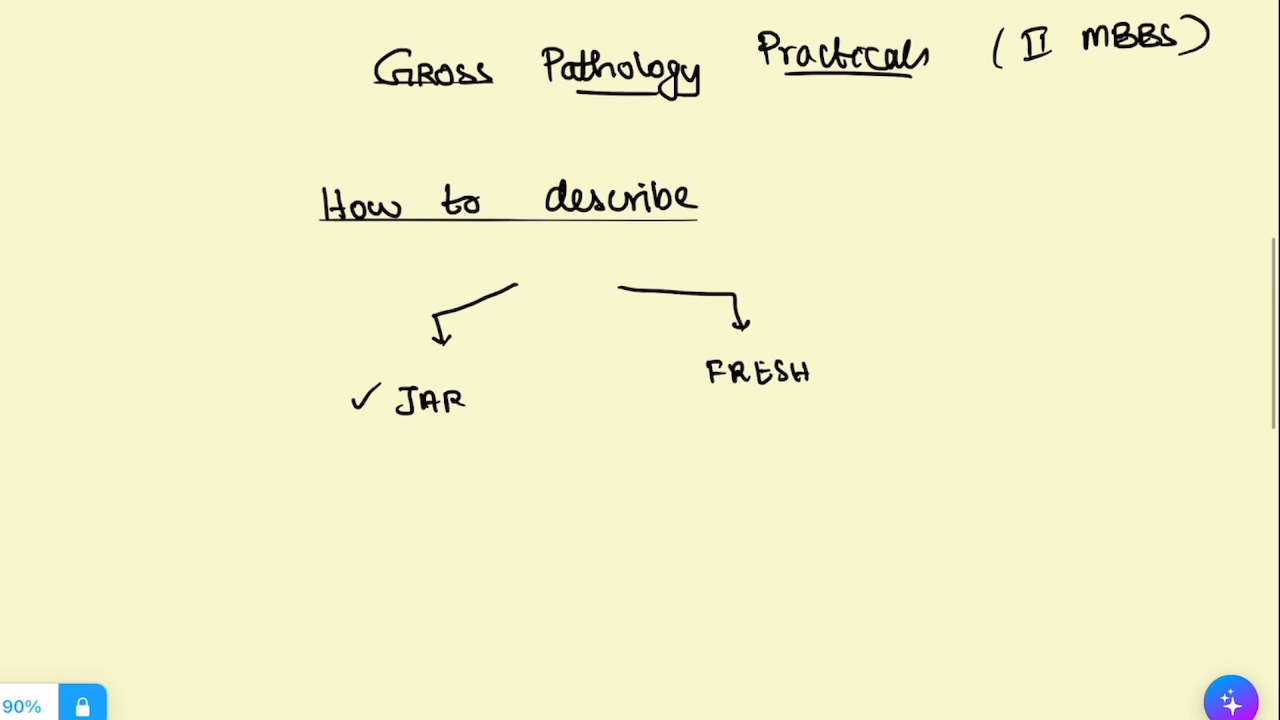 GROSS Pathology Practicals (II MBBS)
How to describe
✓ JAR
FRESH
90%